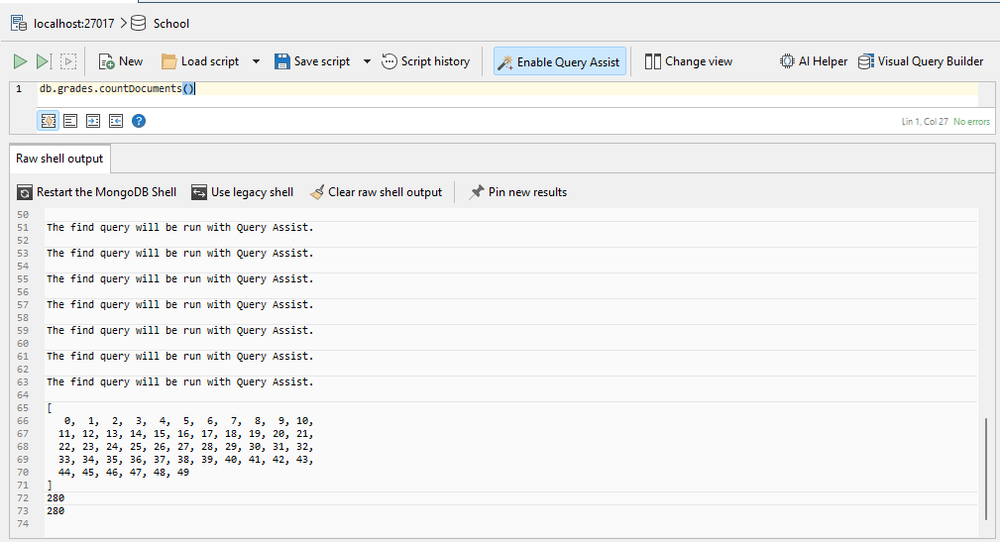 localhost:27017 School
New Load script Save script Script history Enable Query Assist Change view AI Helper Visual Query Builder
1 db.grades.countDocuments()
? Lin 1, Col 27 No errors
Raw shell output
Restart the MongoDB Shell Use legacy shell Clear raw shell output Pin new results
50
51 The find query will be run with Query Assist.
52
53 The find query will be run with Query Assist.
54
55 The find query will be run with Query Assist.
56
57 The find query will be run with Query Assist.
58
59 The find query will be run with Query Assist.
60
61 The find query will be run with Query Assist.
62
63 The find query will be run with Query Assist.
64
65 [
66 0, 1, 2, 3, 4, 5, 6, 7, 8, 9, 10,
67 11, 12, 13, 14, 15, 16, 17, 18, 19, 20, 21,
68 22, 23, 24, 25, 26, 27, 28, 29, 30, 31, 32,
69 33, 34, 35, 36, 37, 38, 39, 40, 41, 42, 43,
70 44, 45, 46, 47, 48, 49
71 ]
72 280
73 280
74